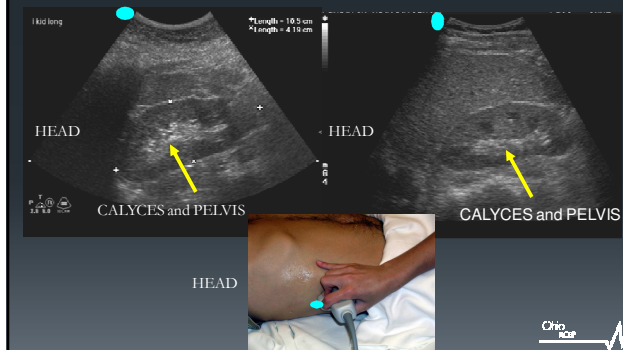 l kid long
+Length = 10.5 cm
×Length = 4.19 cm
HEAD
CALYCES and PELVIS
HEAD
CALYCES and PELVIS
HEAD
Ohio
ACEP